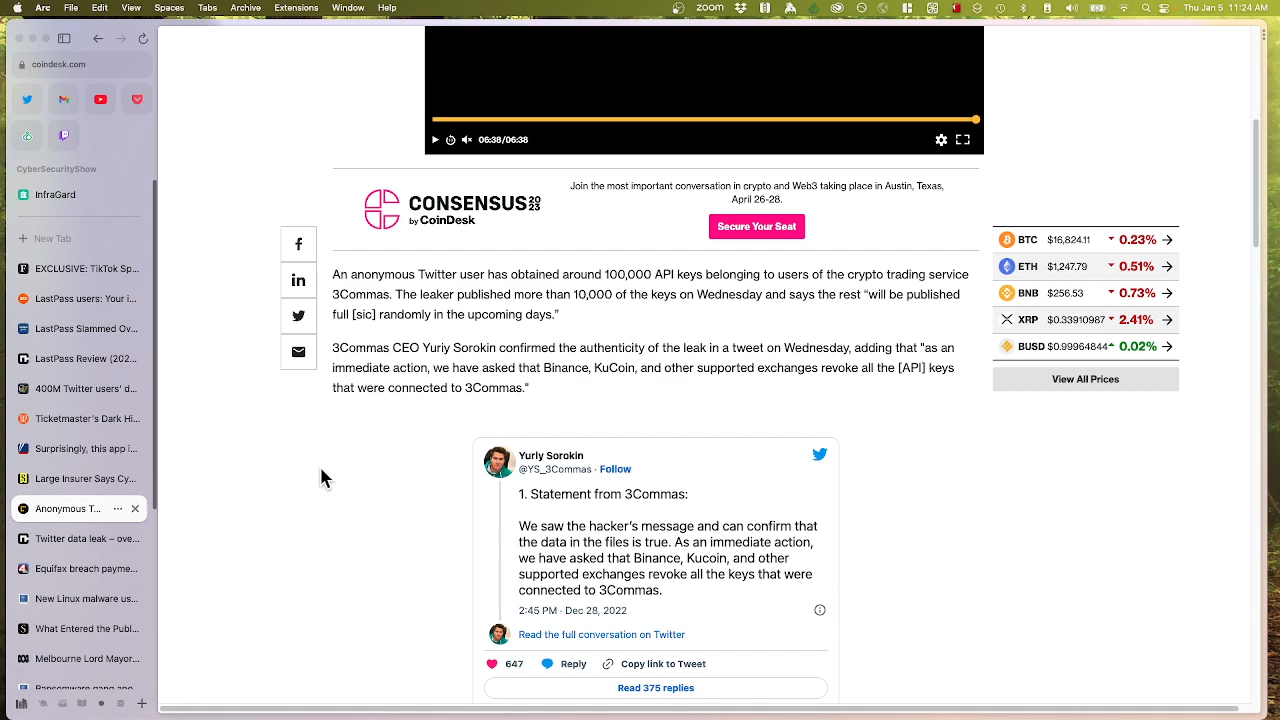 Arc File Edit View Spaces Tabs Archive Extensions Window Help
2000
Thu Jan 5 11:24 AM
coindesk.com
CyberSecurityShow
InfraGard
New Tab
EXCLUSIVE: TikTok Sp...
LastPass users: Your i...
LastPass Slammed Ov...
LastPass Review (202...
400M Twitter users' d...
Ticketmaster's Dark Hi...
Surprisingly, Southwe...
Large Insurer Says Cy...
Anonymous T...
Twitter data leak – ove...
Equifax breach payme...
New Linux malware us...
What Entered the Publ...
Melbourne Lord Mayor...
Ransomware gang apo...
06:38/06:38
CONSENSUS 2023
by CoinDesk
Join the most important conversation in crypto and Web3 taking place in Austin, Texas,
April 26-28.
Secure Your Seat
An anonymous Twitter user has obtained around 100,000 API keys belonging to users of the crypto trading service
3Commas. The leaker published more than 10,000 of the keys on Wednesday and says the rest “will be published
full [sic] randomly in the upcoming days.”
3Commas CEO Yuriy Sorokin confirmed the authenticity of the leak in a tweet on Wednesday, adding that "as an
immediate action, we have asked that Binance, KuCoin, and other supported exchanges revoke all the [API] keys
that were connected to 3Commas."
BTC $16,824.11 0.23%
ETH $1,247.79 0.51%
BNB $256.53 0.73%
XRP $0.33910987 2.41%
BUSD $0.99964844 0.02%
View All Prices
Yuriy Sorokin
@YS_3Commas · Follow
1. Statement from 3Commas:
We saw the hacker's message and can confirm that
the data in the files is true. As an immediate action,
we have asked that Binance, Kucoin, and other
supported exchanges revoke all the keys that were
connected to 3Commas.
2:45 PM · Dec 28, 2022
Read the full conversation on Twitter
647 Reply Copy link to Tweet
Read 375 replies